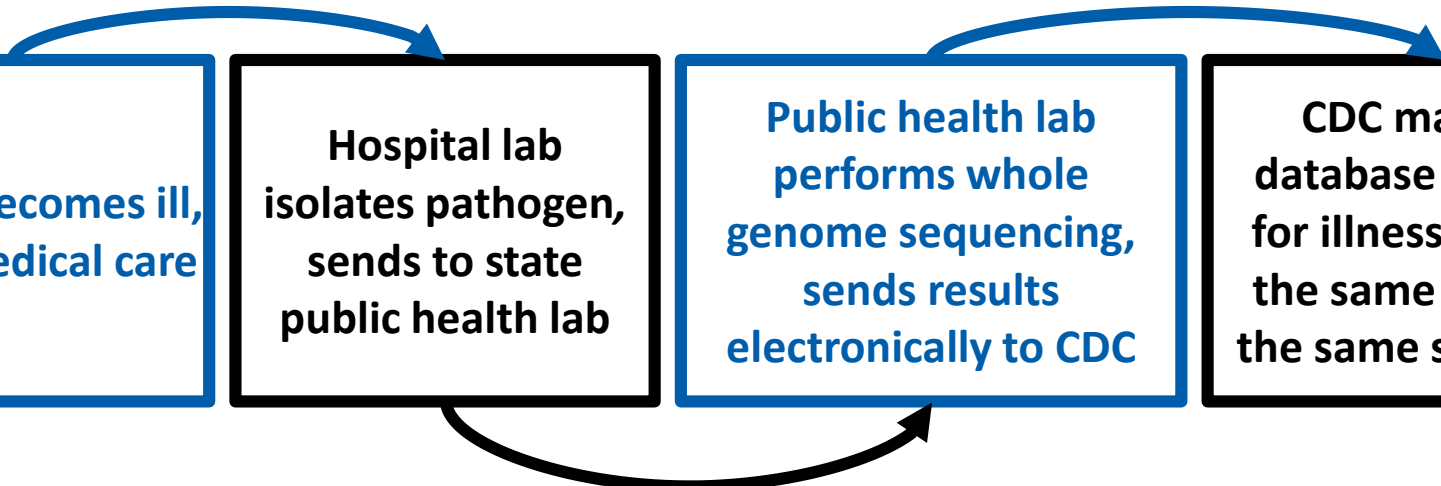 ecomes ill,
edical care
Hospital lab
isolates pathogen,
sends to state
public health lab
Public health lab
performs whole
genome sequencing,
sends results
electronically to CDC
CDC ma
database
for illness
the same
the same s